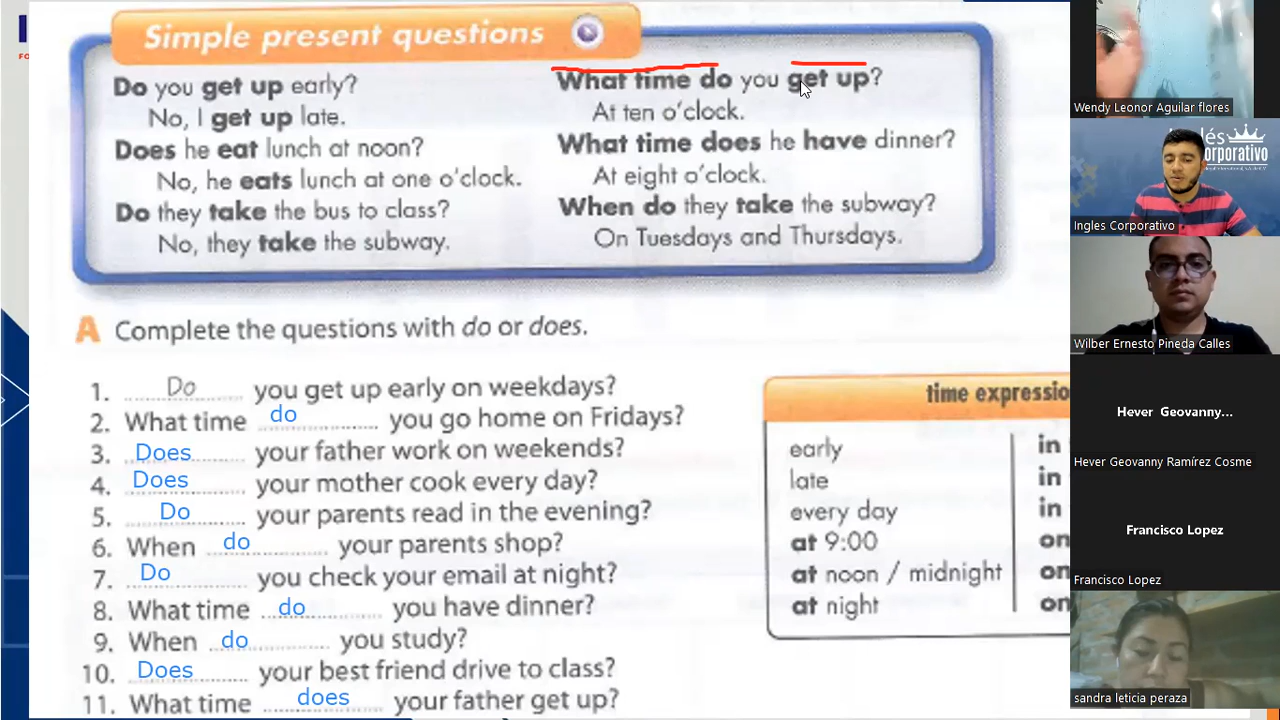 Simple present questions
Do you get up early?
No, I get up late.
Does he eat lunch at noon?
No, he eats lunch at one o'clock.
Do they take the bus to class?
No, they take the subway.
What time do you get up?
At ten o'clock.
What time does he have dinner?
At eight o'clock.
When do they take the subway?
On Tuesdays and Thursdays.
A Complete the questions with do or does.
1. Do you get up early on weekdays?
2. What time do you go home on Fridays?
3. Does your father work on weekends?
4. Does your mother cook every day?
5. Do your parents read in the evening?
6. When do your parents shop?
7. Do you check your email at night?
8. What time do you have dinner?
9. When do you study?
10. Does your best friend drive to class?
11. What time does your father get up?
time expressio
early
late
every day
at 9:00
at noon / midnight
at night
in
in
in
on
on
on
Wendy Leonor Aguilar flores
Inglés
Corporativo
Ingles Corporativo
Wilber Ernesto Pineda Calles
Hever Geovanny...
Hever Geovanny Ramírez Cosme
Francisco Lopez
Francisco Lopez
sandra leticia peraza